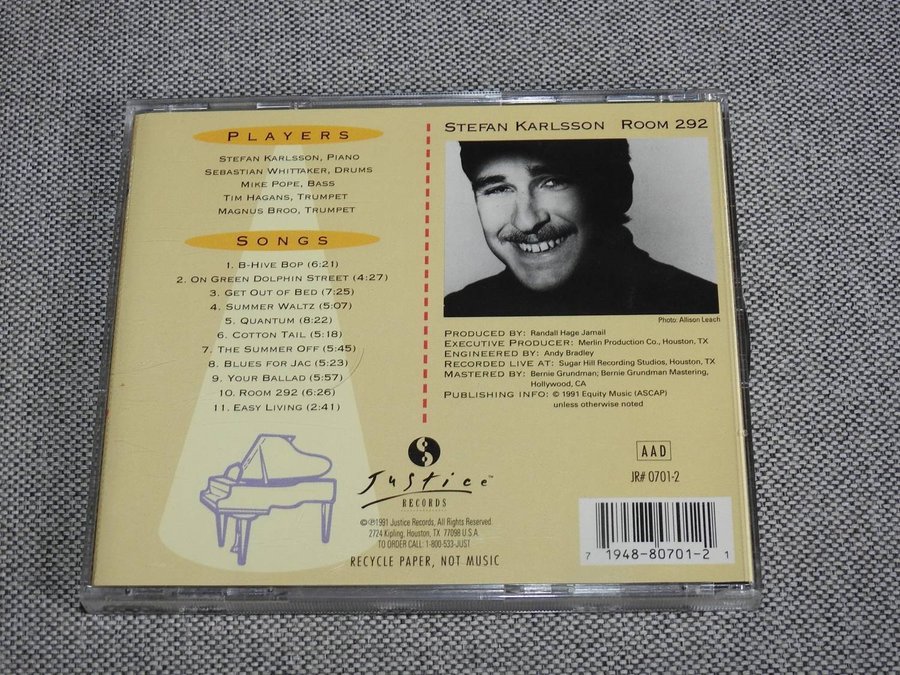 PLAYERS
STEFAN KARLSSON, PIANO
SEBASTIAN WHITTAKER, DRUMS
MIKE POPE, BASS
TIM HAGANS, TRUMPET
MAGNUS BROO, TRUMPET
SONGS
1. B-HIVE BOP (6:21)
2. ON GREEN DOLPHIN STREET (4:27)
3. GET OUT OF BED (7:25)
4. SUMMER WALTZ (5:07)
5. QUANTUM (8:22)
6. COTTON TAIL (5:18)
7. THE SUMMER OFF (5:45)
8. BLUES FOR JAC (5:23)
9. YOUR BALLAD (5:57)
10. ROOM 292 (6:26)
11. EASY LIVING (2:41)
STEFAN KARLSSON ROOM 292
Photo: Allison Leach
PRODUCED BY: Randall Hage Jamail
EXECUTIVE PRODUCER: Merlin Production Co., Houston, TX
ENGINEERED BY: Andy Bradley
RECORDED LIVE AT: Sugar Hill Recording Studios, Houston, TX
MASTERED BY: Bernie Grundman; Bernie Grundman Mastering,
Hollywood, CA
PUBLISHING INFO: © 1991 Equity Music (ASCAP)
unless otherwise noted
Justice™
RECORDS
©℗1991 Justice Records, All Rights Reserved
2724 Kipling, Houston, TX 77098 U.S.A.
TO ORDER CALL: 1-800-533-JUST
RECYCLE PAPER, NOT MUSIC
AAD
JR# 0701-2
7 1948-80701-2 1